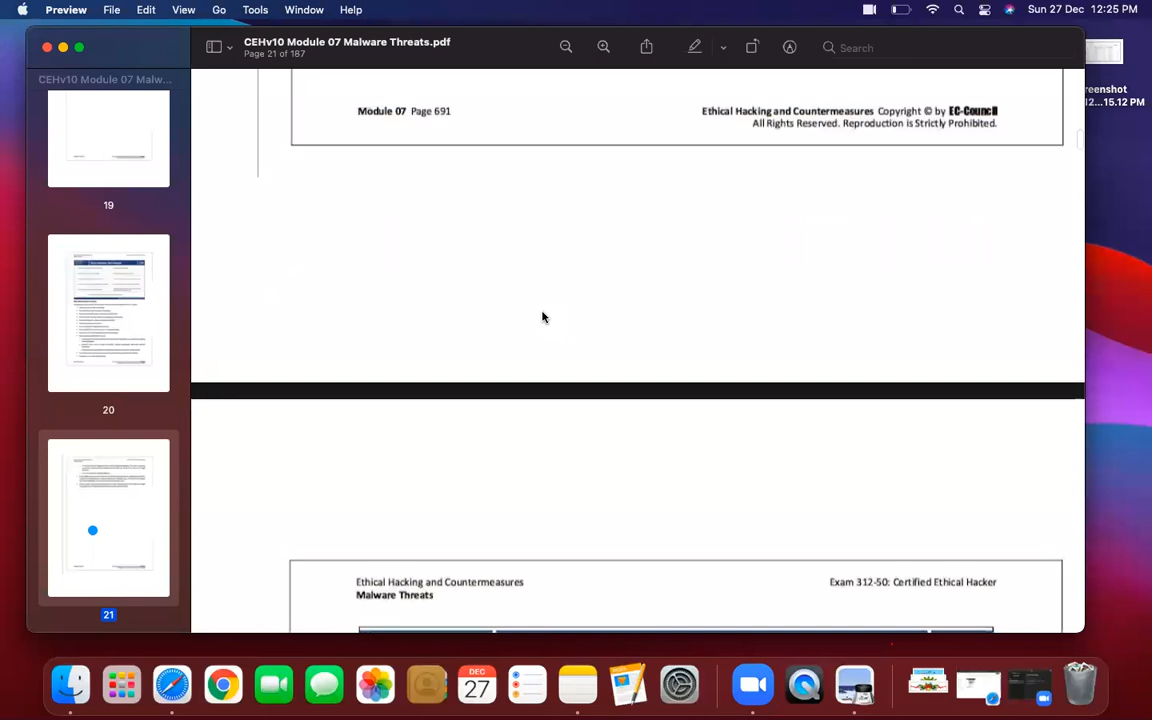 Preview File Edit View Go Tools Window Help
Sun 27 Dec 12:25 PM
CEHv10 Module 07 Malware Threats.pdf
Page 21 of 187
Search
CEHv10 Module 07 Malw...
19
20
21
Module 07 Page 691
Ethical Hacking and Countermeasures Copyright © by EC-Council
All Rights Reserved. Reproduction is Strictly Prohibited.
Ethical Hacking and Countermeasures
Malware Threats
Exam 312-50: Certified Ethical Hacker
reenshot
12...15.12 PM
DEC
27